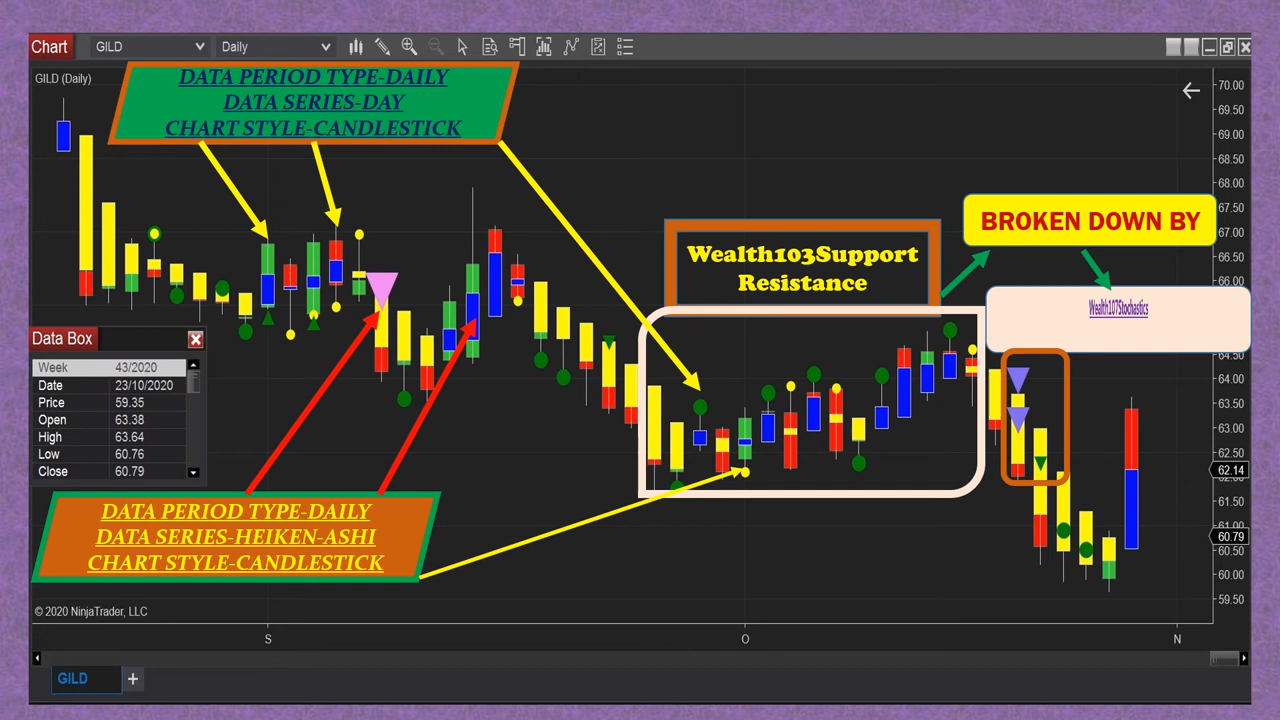 Chart
GILD
Daily
GILD (Daily)
DATA PERIOD TYPE-DAILY
DATA SERIES-DAY
CHART STYLE-CANDLESTICK
BROKEN DOWN BY
Wealth103Support
Resistance
Wealth107Stochastics
Data Box
Week 43/2020
Date 23/10/2020
Price 59.35
Open 63.38
High 63.64
Low 60.76
Close 60.79
DATA PERIOD TYPE-DAILY
DATA SERIES-HEIKEN-ASHI
CHART STYLE-CANDLESTICK
© 2020 NinjaTrader, LLC
70.00
69.50
69.00
68.50
68.00
67.50
67.00
66.50
66.00
65.50
64.50
64.00
63.50
63.00
62.50
62.14
61.50
61.00
60.79
60.50
60.00
59.50
S
O
N
GILD